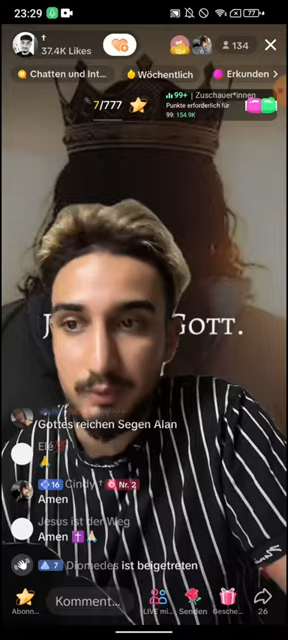 23:29
77
†
37.4K Likes
134
Chatten und Int...
Wöchentlich
Erkunden
7/777
99+ | Zuschauer*innen
Punkte erforderlich für
99: 154.9K
GOTT.
Gottes reichen Segen Alan
16 Cindy † Nr. 2
Amen
Jesus ist der Weg
Amen
7 Diomedes ist beigetreten
Abonn...
Kommentar...
LIVE mi...
Senden
Gesche...
26